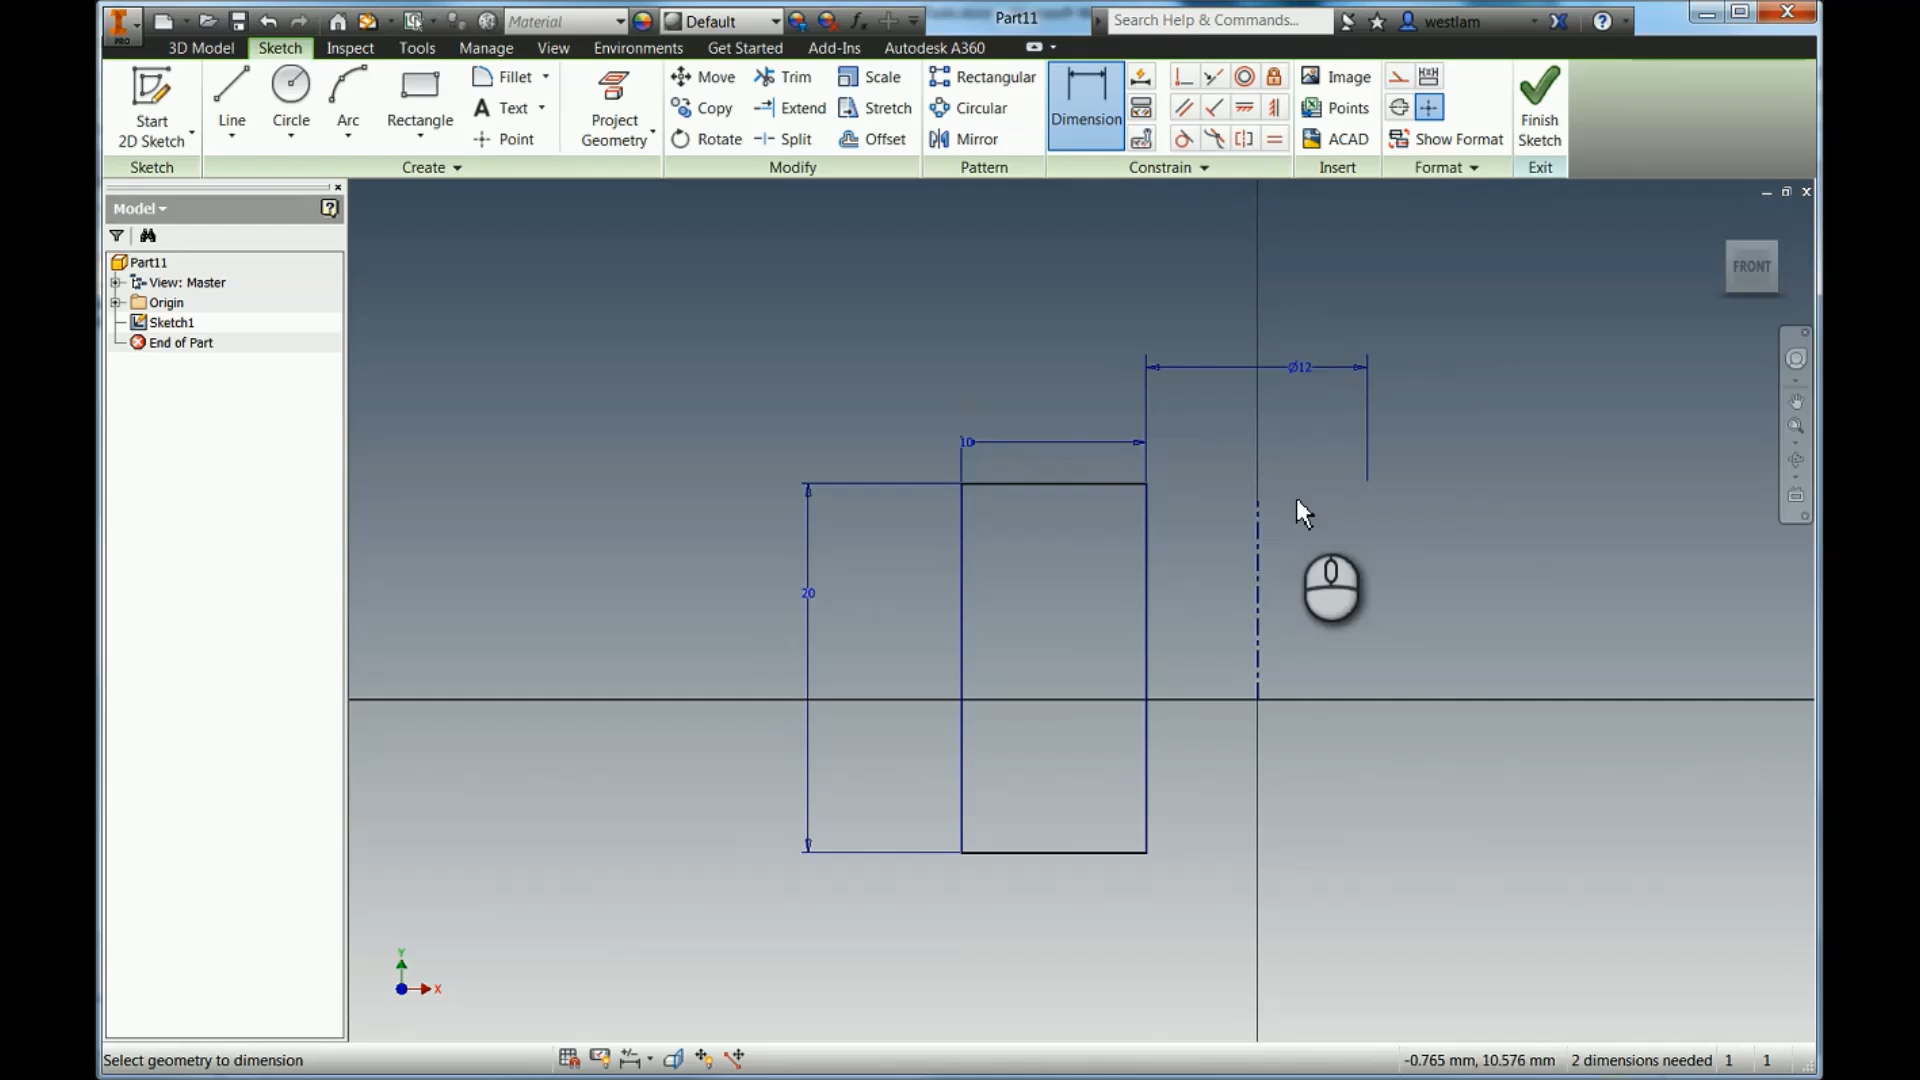 PRO
Material
Default
Part11
Search Help & Commands...
westlam
3D Model
Sketch
Inspect
Tools
Manage
View
Environments
Get Started
Add-Ins
Autodesk A360
Start
2D Sketch
Line
Circle
Arc
Rectangle
Fillet
Text
Point
Project
Geometry
Move
Copy
Rotate
Trim
Extend
Split
Scale
Stretch
Offset
Rectangular
Circular
Mirror
Dimension
Image
Points
ACAD
Show Format
Finish
Sketch
Sketch
Create
Modify
Pattern
Constrain
Insert
Format
Exit
Model
Part11
View: Master
Origin
Sketch1
End of Part
FRONT
Ø12
10
20
Y
X
Select geometry to dimension
-0.765 mm, 10.576 mm
2 dimensions needed
1
1